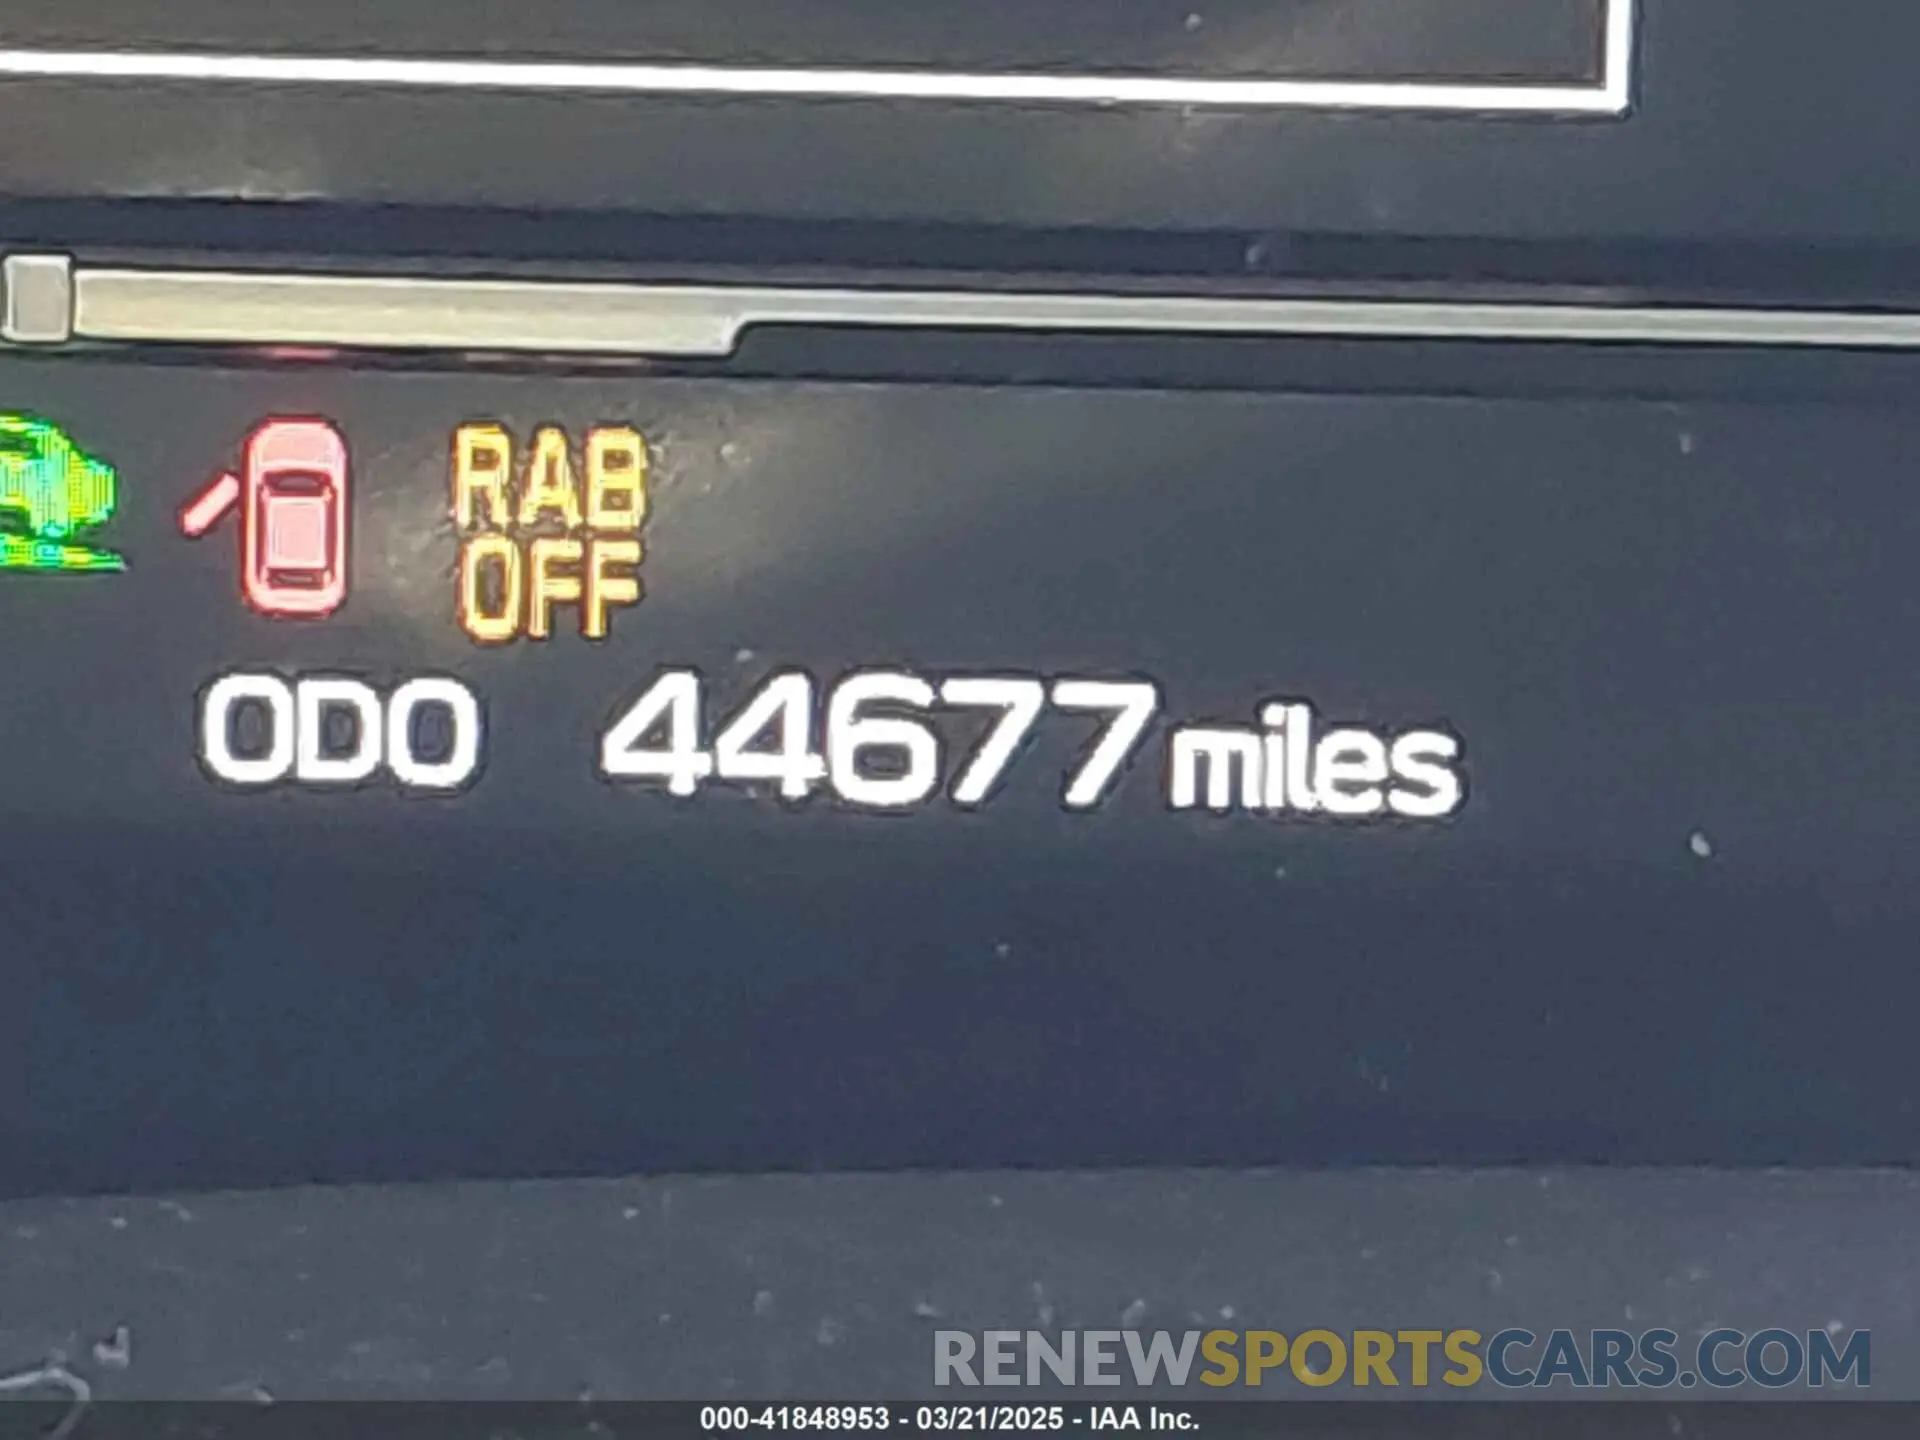 RAB
OFF
ODO 44677 miles
RENEWSPORTSCARS.COM
000-41848953 - 03/21/2025 - IAA Inc.